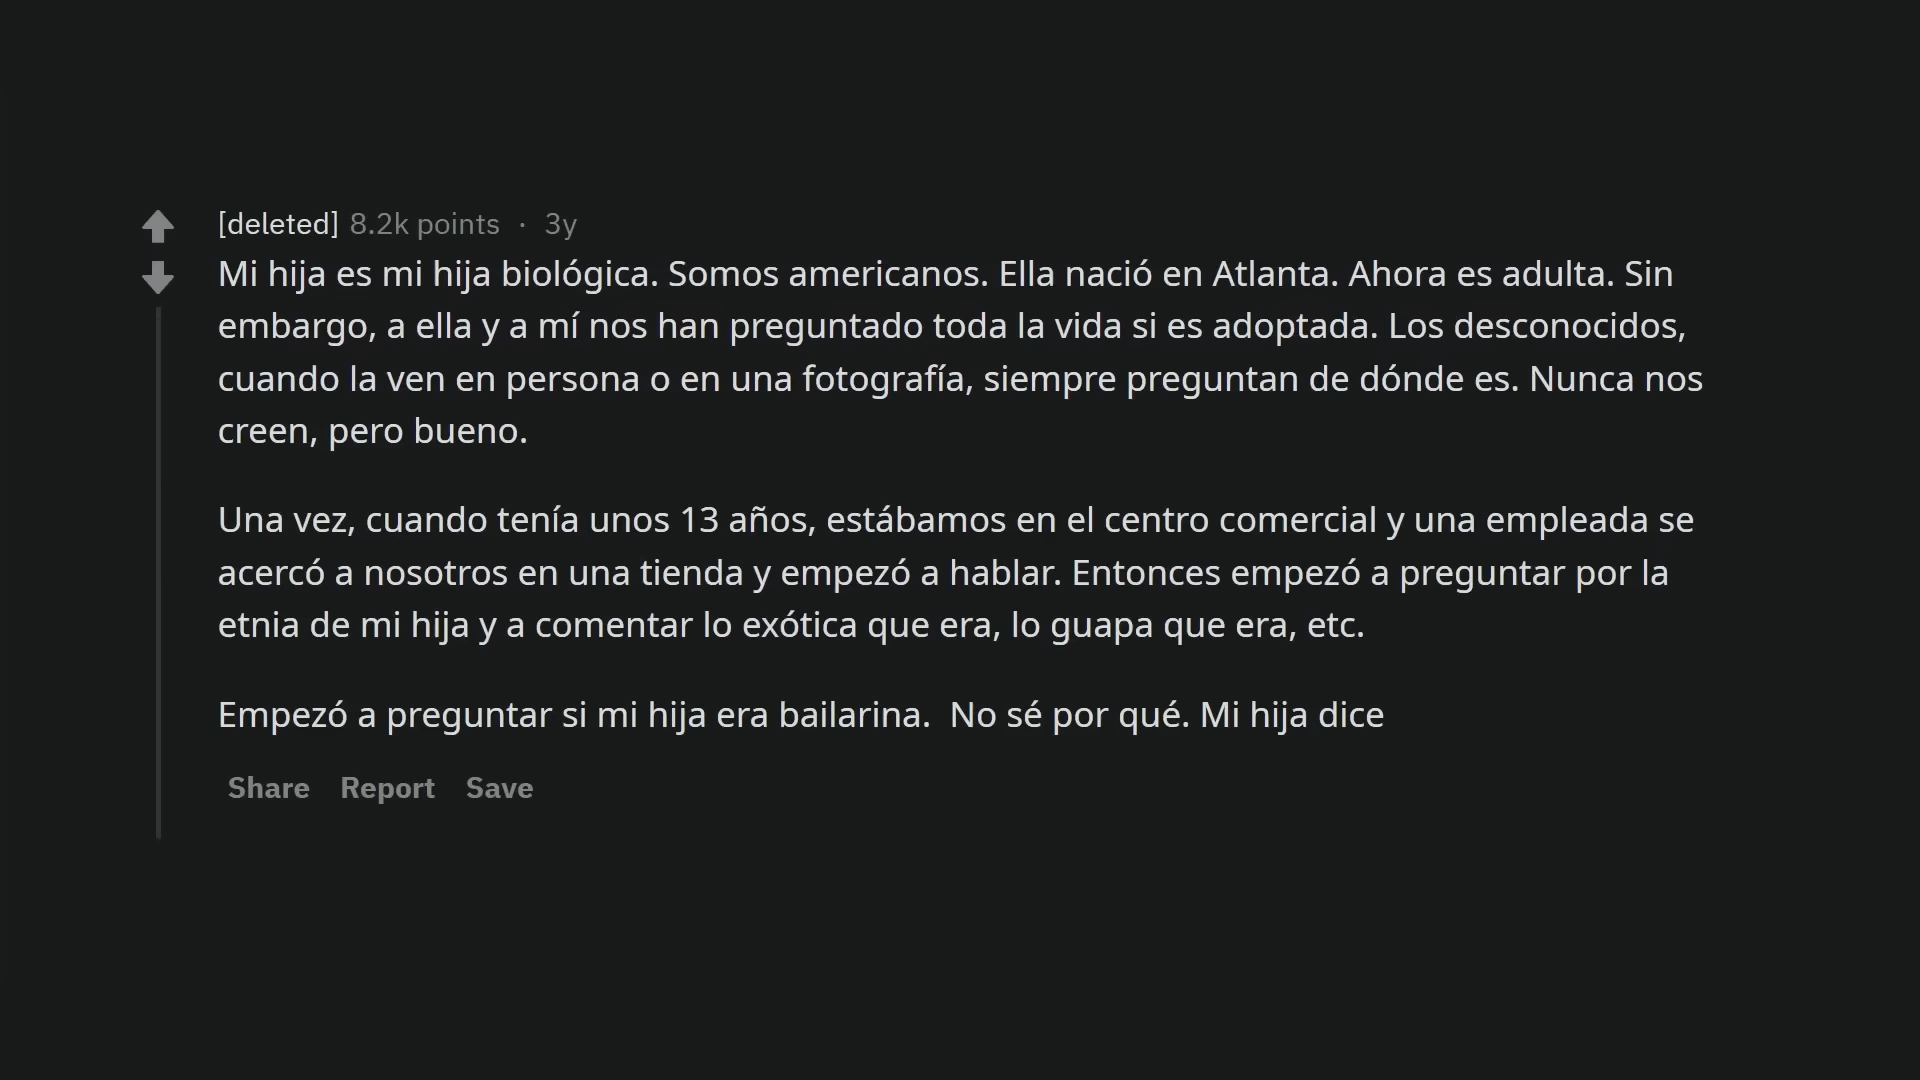 [deleted] 8.2k points · 3y
Mi hija es mi hija biológica. Somos americanos. Ella nació en Atlanta. Ahora es adulta. Sin
embargo, a ella y a mí nos han preguntado toda la vida si es adoptada. Los desconocidos,
cuando la ven en persona o en una fotografía, siempre preguntan de dónde es. Nunca nos
creen, pero bueno.
Una vez, cuando tenía unos 13 años, estábamos en el centro comercial y una empleada se
acercó a nosotros en una tienda y empezó a hablar. Entonces empezó a preguntar por la
etnia de mi hija y a comentar lo exótica que era, lo guapa que era, etc.
Empezó a preguntar si mi hija era bailarina.  No sé por qué. Mi hija dice
Share Report Save